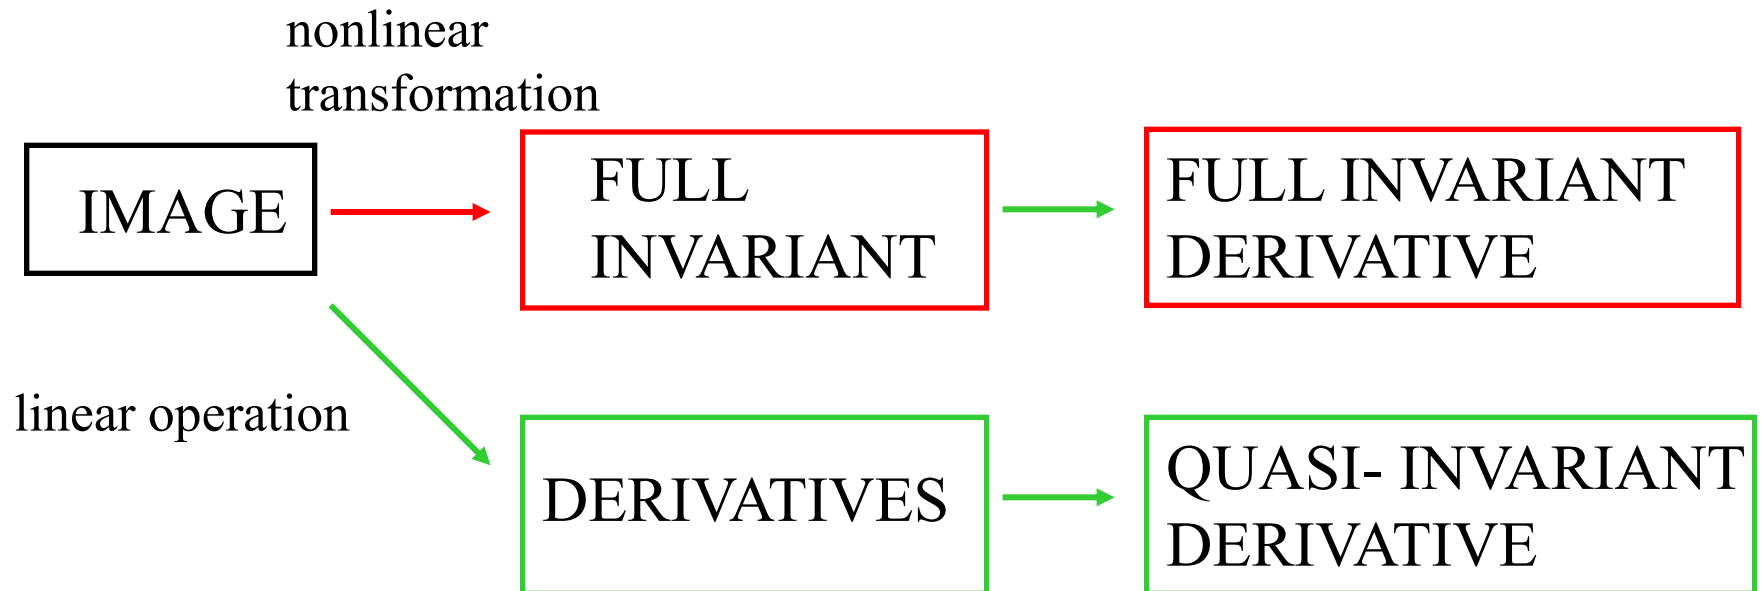 nonlinear
transformation
IMAGE
FULL
INVARIANT
FULL INVARIANT
DERIVATIVE
linear operation
DERIVATIVES
QUASI- INVARIANT
DERIVATIVE